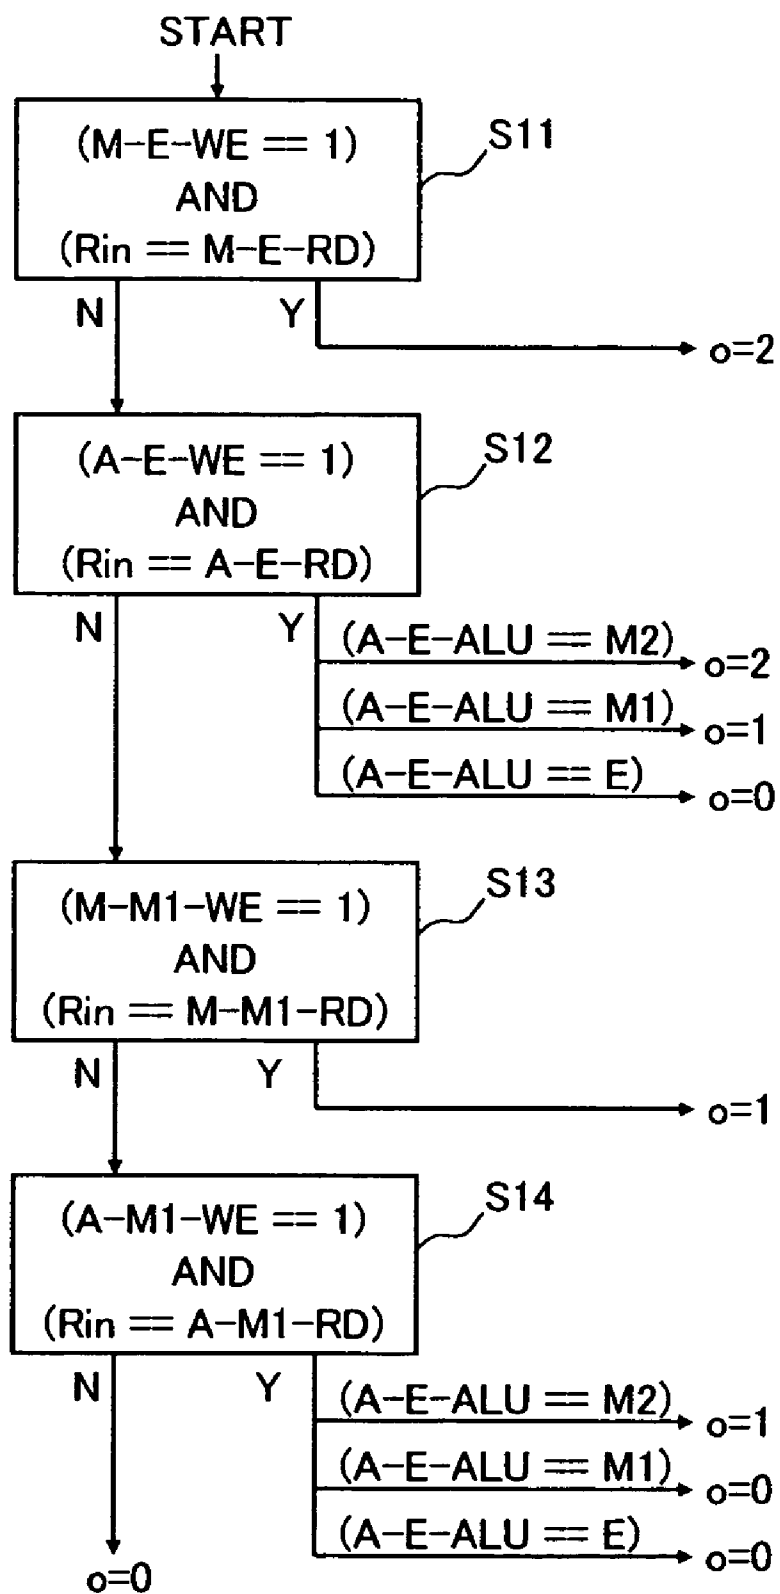 START
(M-E-WE == 1)
AND
(Rin == M-E-RD)
S11
N
Y
o=2
(A-E-WE == 1)
AND
(Rin == A-E-RD)
S12
N
Y
(A-E-ALU == M2)
o=2
(A-E-ALU == M1)
o=1
(A-E-ALU == E)
o=0
(M-M1-WE == 1)
AND
(Rin == M-M1-RD)
S13
N
Y
o=1
(A-M1-WE == 1)
AND
(Rin == A-M1-RD)
S14
N
Y
(A-E-ALU == M2)
o=1
(A-E-ALU == M1)
o=0
(A-E-ALU == E)
o=0
o=0